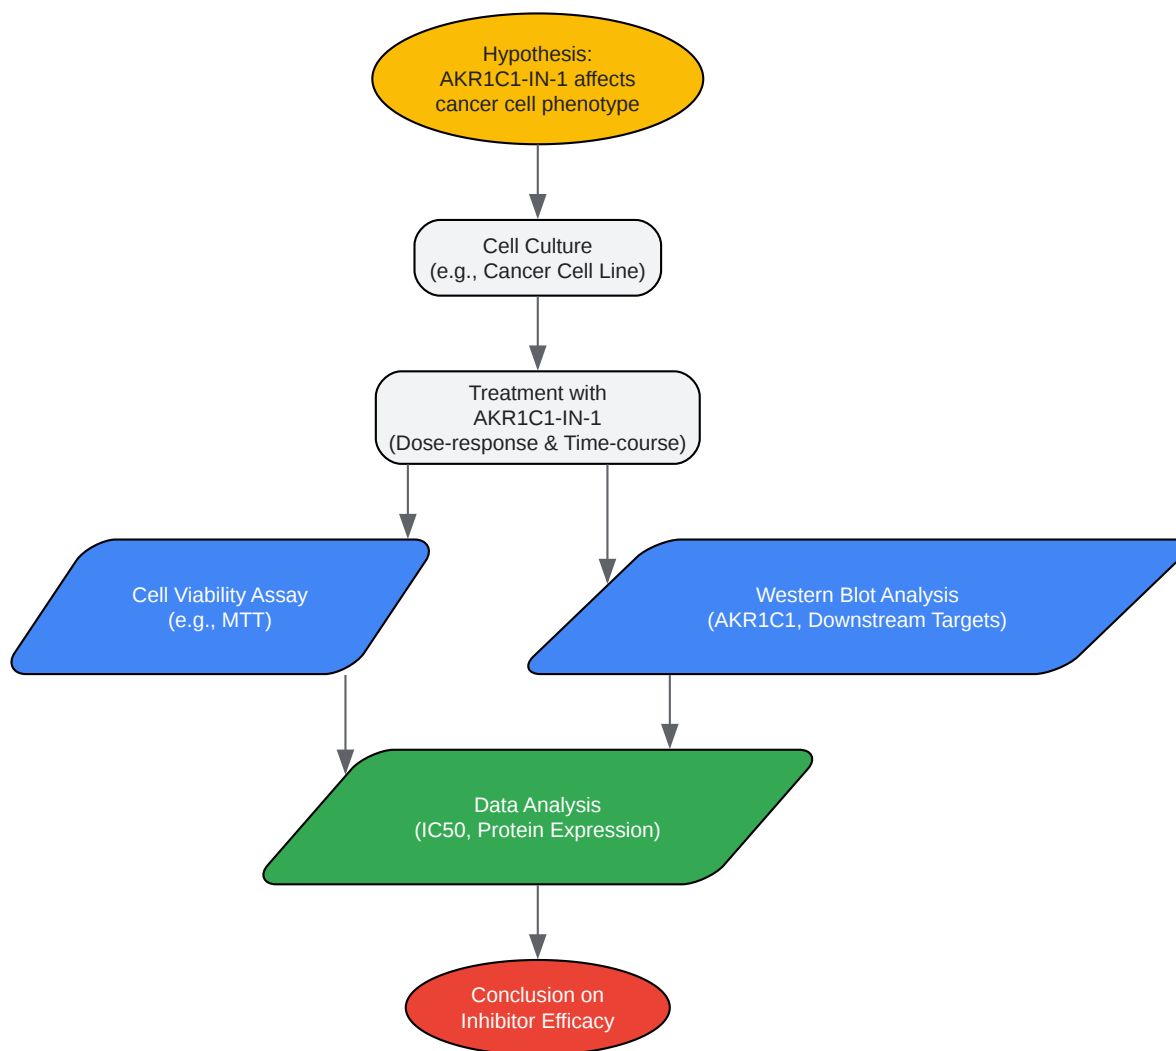 Hypothesis:
AKR1C1-IN-1 affects
cancer cell phenotype
Cell Culture
(e.g., Cancer Cell Line)
Treatment with
AKR1C1-IN-1
(Dose-response & Time-course)
Cell Viability Assay
(e.g., MTT)
Western Blot Analysis
(AKR1C1, Downstream Targets)
Data Analysis
(IC50, Protein Expression)
Conclusion on
Inhibitor Efficacy